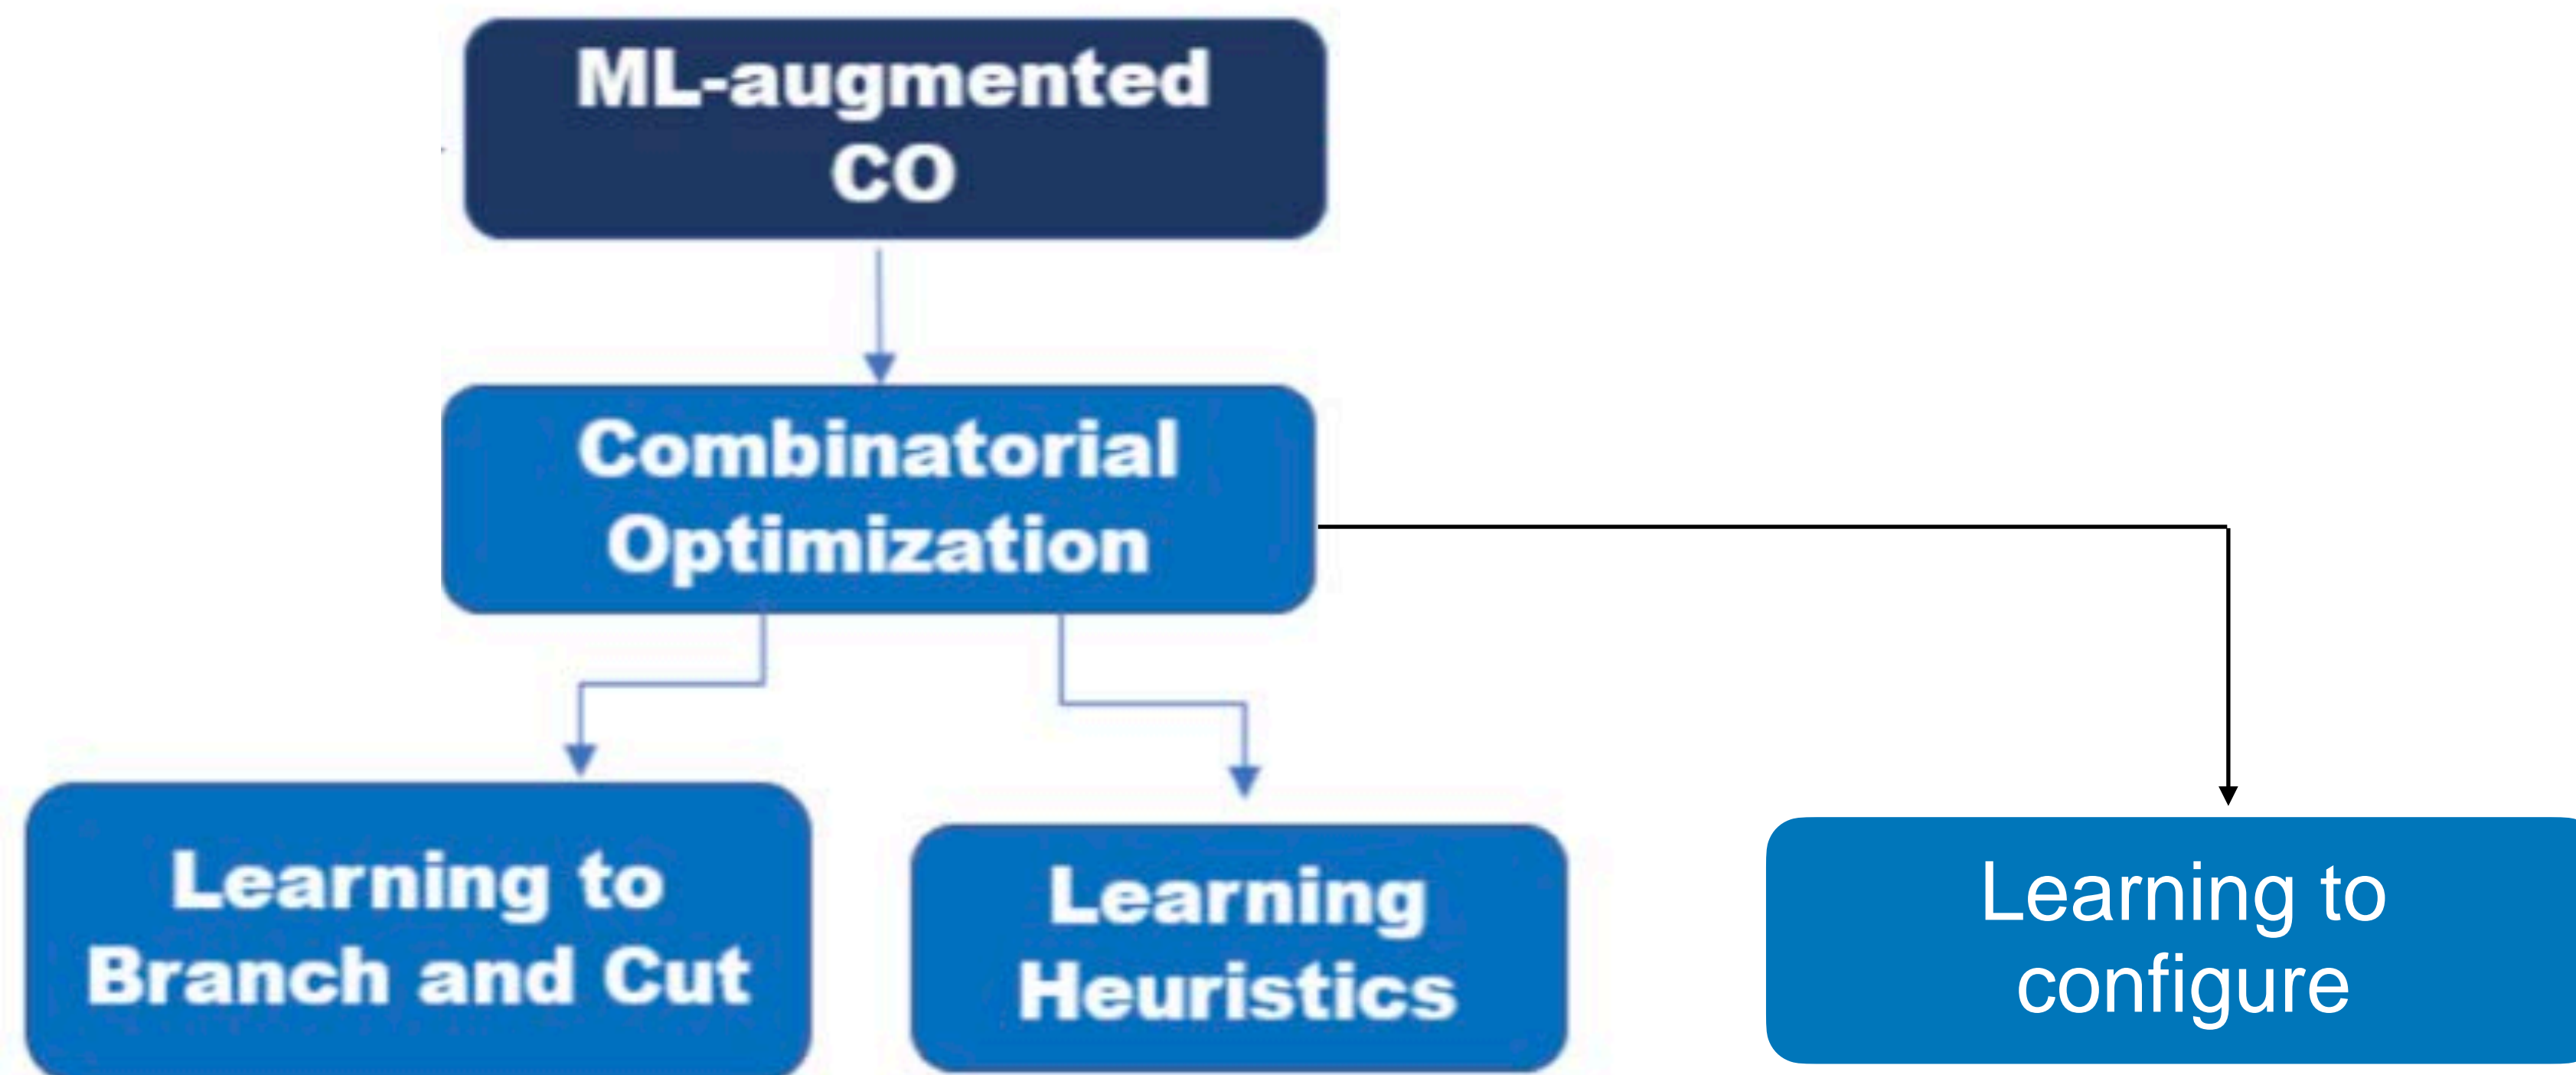 ML-augmented
CO
Combinatorial
Optimization
Learning to
Branch and Cut
Learning
Heuristics
Learning to
configure